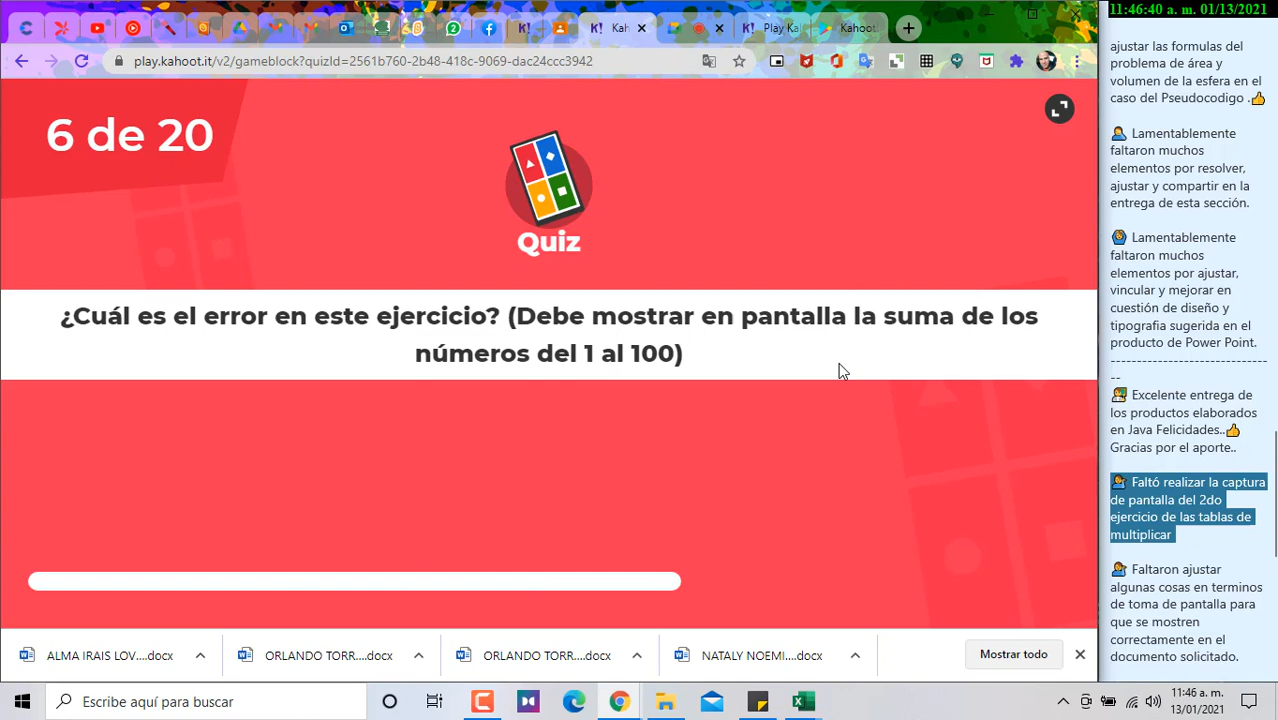 11:46:40 a. m. 01/13/2021
Kah
Play Ka
Kahoot!
play.kahoot.it/v2/gameblock?quizId=2561b760-2b48-418c-9069-dac24ccc3942
6 de 20
Quiz
¿Cuál es el error en este ejercicio? (Debe mostrar en pantalla la suma de los
números del 1 al 100)
ajustar las formulas del
problema de área y
volumen de la esfera en el
caso del Pseudocodigo .👍
Lamentablemente
faltaron muchos
elementos por resolver,
ajustar y compartir en la
entrega de esta sección.
Lamentablemente
faltaron muchos
elementos por ajustar,
vincular y mejorar en
cuestión de diseño y
tipografia sugerida en el
producto de Power Point.
------------------------------
--
Excelente entrega de
los productos elaborados
en Java Felicidades..👍
Gracias por el aporte..
Faltó realizar la captura
de pantalla del 2do
ejercicio de las tablas de
multiplicar
Faltaron ajustar
algunas cosas en terminos
de toma de pantalla para
que se mostren
correctamente en el
documento solicitado.
ALMA IRAIS LOV....docx
ORLANDO TORR....docx
ORLANDO TORR....docx
NATALY NOEMI....docx
Mostrar todo
Escribe aquí para buscar
11:46 a. m.
13/01/2021